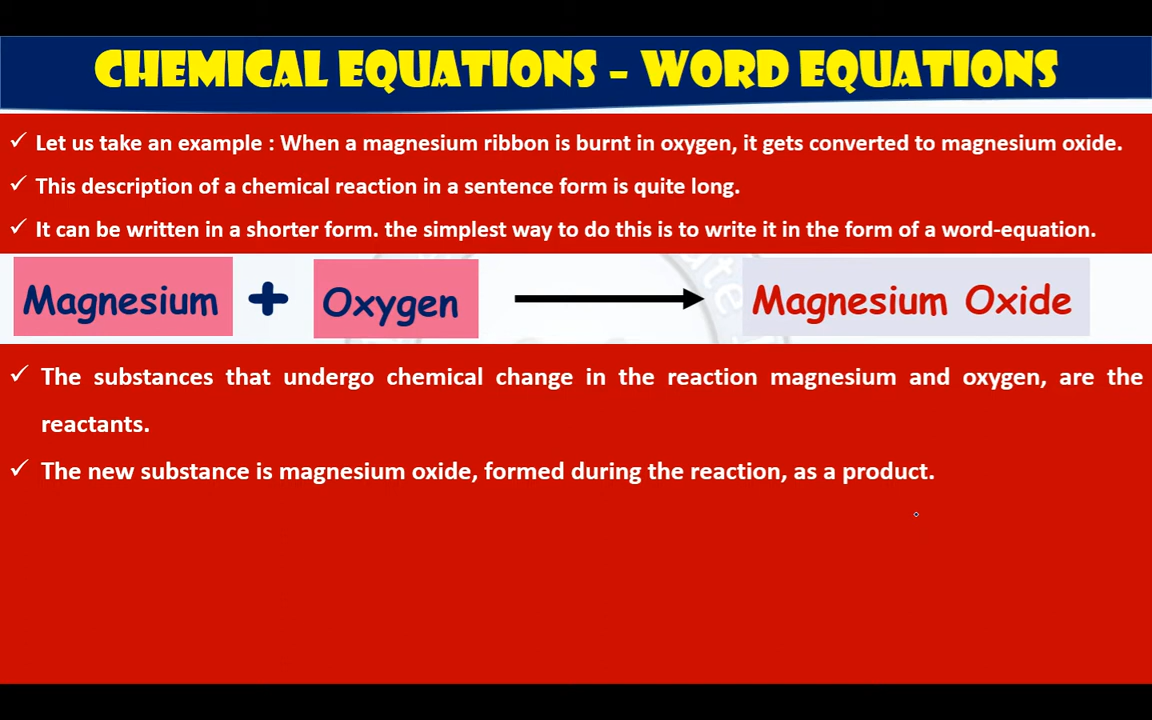 CHEMICAL EQUATIONS – WORD EQUATIONS
✓ Let us take an example : When a magnesium ribbon is burnt in oxygen, it gets converted to magnesium oxide.
✓ This description of a chemical reaction in a sentence form is quite long.
✓ It can be written in a shorter form. the simplest way to do this is to write it in the form of a word-equation.
Magnesium + Oxygen ⟶ Magnesium Oxide
✓ The substances that undergo chemical change in the reaction magnesium and oxygen, are the
reactants.
✓ The new substance is magnesium oxide, formed during the reaction, as a product.